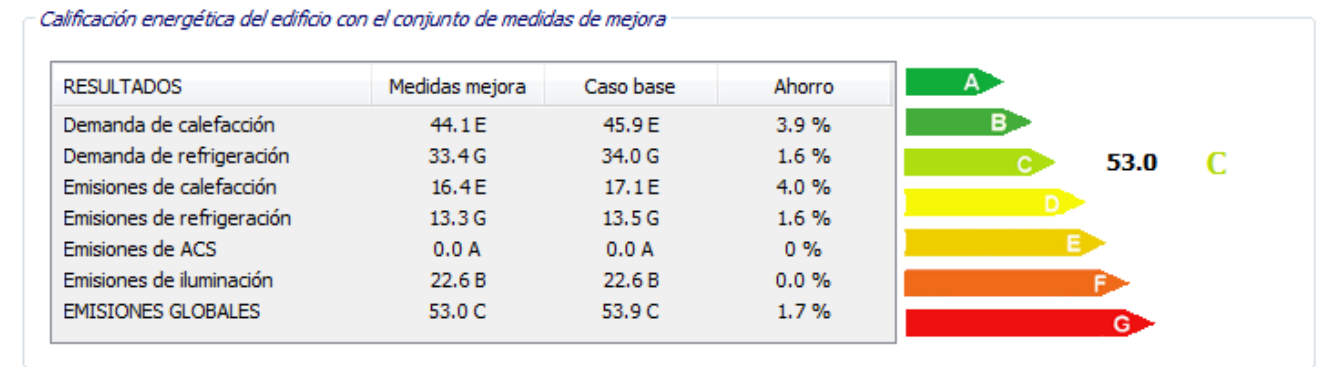 Calificación energética del edificio con el conjunto de medidas de mejora
RESULTADOS Medidas mejora Caso base Ahorro
Demanda de calefacción 44.1 E 45.9 E 3.9 %
Demanda de refrigeración 33.4 G 34.0 G 1.6 %
Emisiones de calefacción 16.4 E 17.1 E 4.0 %
Emisiones de refrigeración 13.3 G 13.5 G 1.6 %
Emisiones de ACS 0.0 A 0.0 A 0 %
Emisiones de iluminación 22.6 B 22.6 B 0.0 %
EMISIONES GLOBALES 53.0 C 53.9 C 1.7 %
A
B
C 53.0 C
D
E
F
G